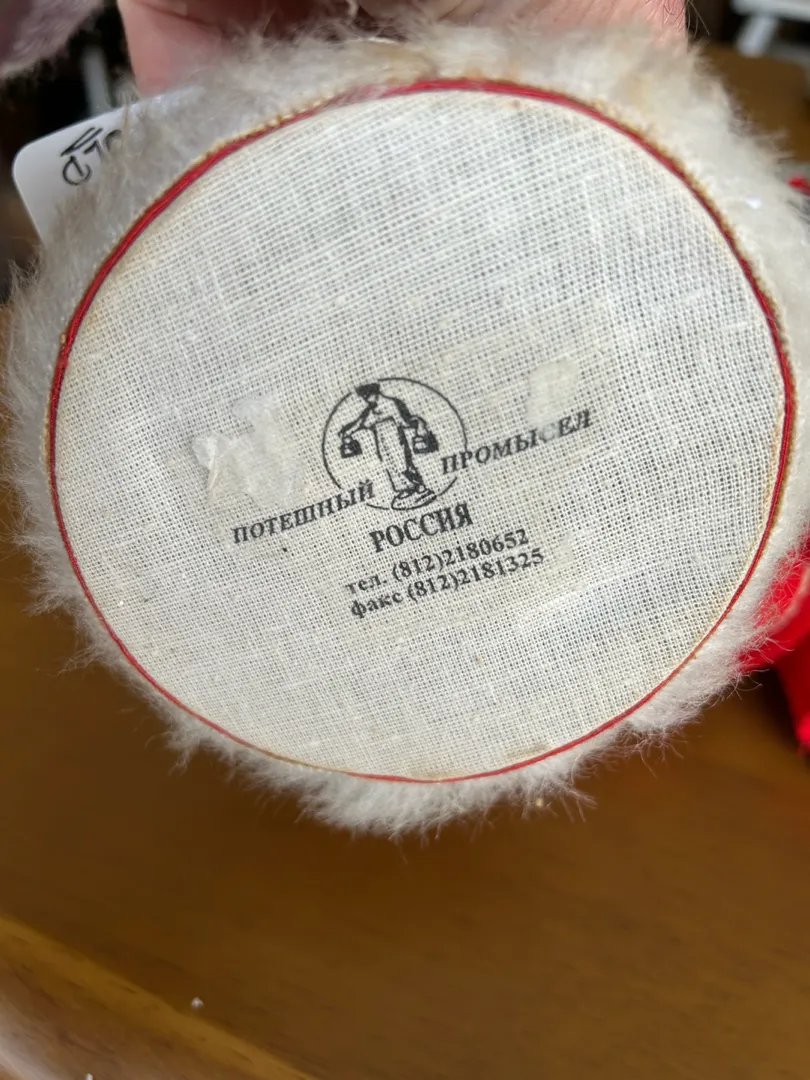 ПОТЕШНЫЙ ПРОМЫСЕЛ
РОССИЯ
тел. (812)2180652
факс (812)2181325